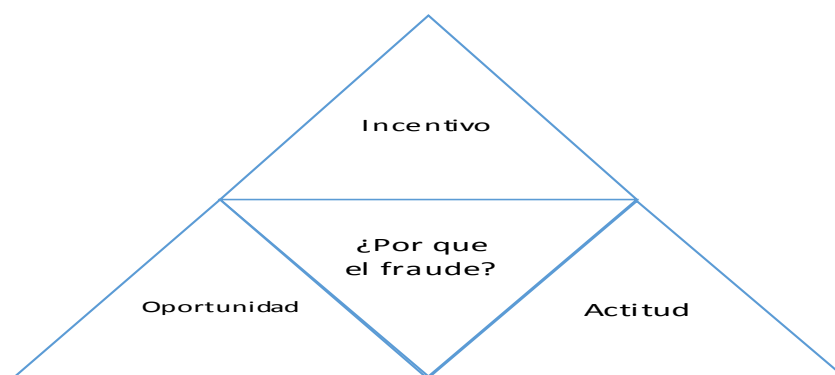 Incentivo
¿Por que
el fraude?
Oportunidad
Actitud